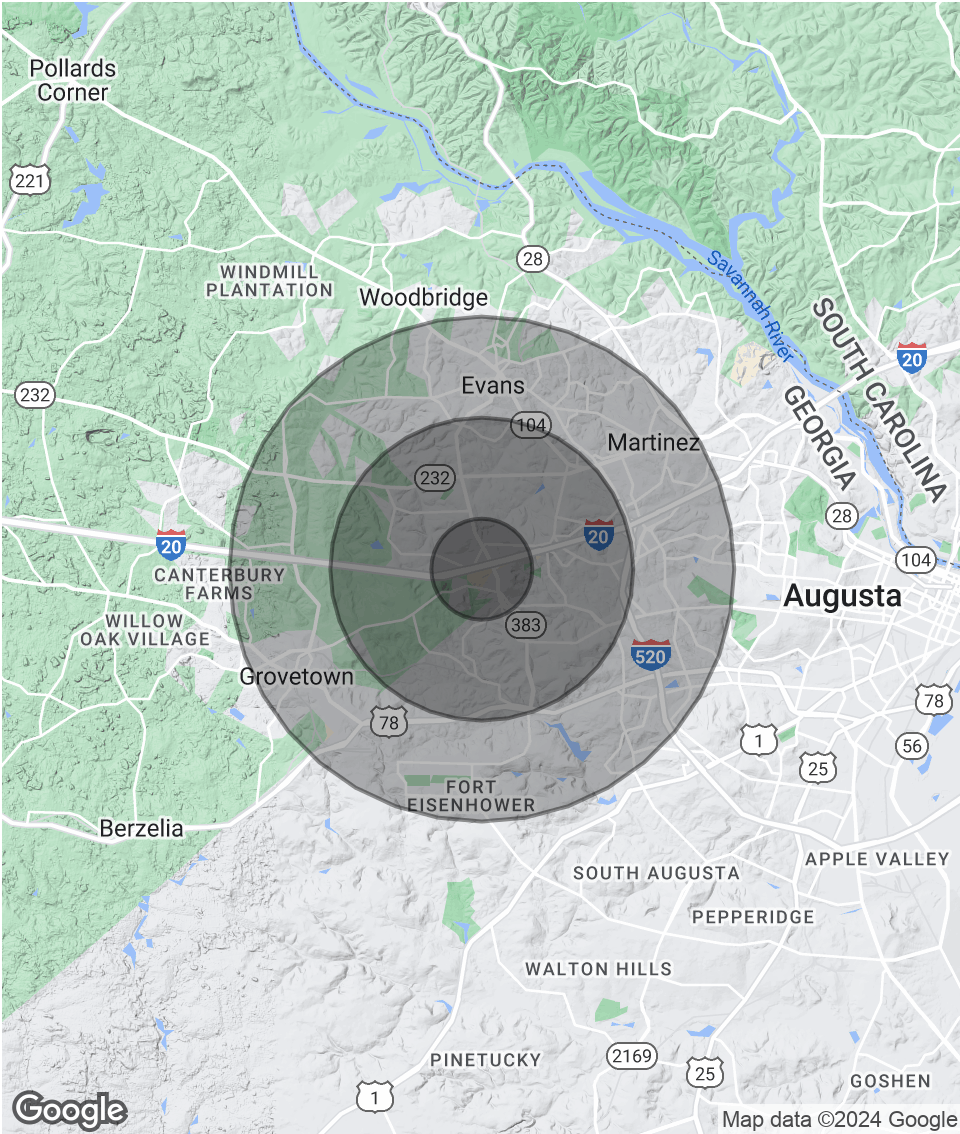 Pollards
Corner
221
28
Savannah River
WINDMILL
PLANTATION
Woodbridge
SOUTH CAROLINA
20
GEORGIA
232
Evans
104
Martinez
232
28
20
20
104
CANTERBURY
FARMS
Augusta
WILLOW
OAK VILLAGE
383
520
Grovetown
78
78
1
56
25
FORT
EISENHOWER
Berzelia
APPLE VALLEY
SOUTH AUGUSTA
PEPPERIDGE
WALTON HILLS
PINETUCKY
2169
25
GOSHEN
1
Google
Map data ©2024 Google